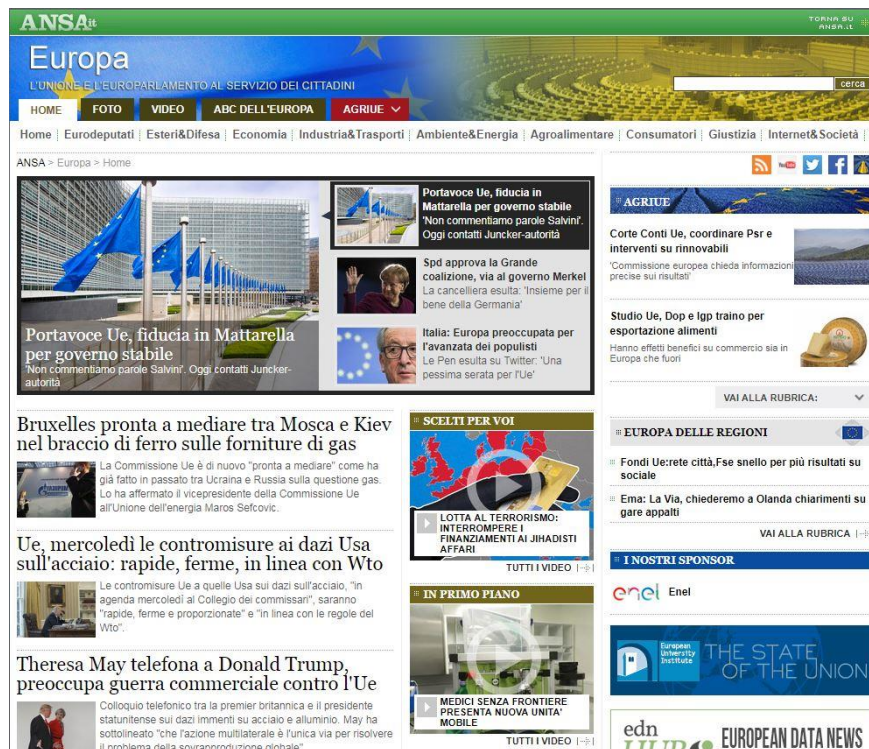 ANSA.it
TORNA SU
ANSA.it
Europa
L'UNIONE E L'EUROPARLAMENTO AL SERVIZIO DEI CITTADINI
cerca
HOME FOTO VIDEO ABC DELL'EUROPA AGRIUE
Home Eurodeputati Esteri&Difesa Economia Industria&Trasporti Ambiente&Energia Agroalimentare Consumatori Giustizia Internet&Società
ANSA > Europa > Home
Portavoce Ue, fiducia in Mattarella
per governo stabile
'Non commentiamo parole Salvini'. Oggi contatti Juncker-
autorità
Portavoce Ue, fiducia in
Mattarella per governo stabile
'Non commentiamo parole Salvini'.
Oggi contatti Juncker-autorità
Spd approva la Grande
coalizione, via al governo Merkel
La cancelliera esulta: 'Insieme per il
bene della Germania'
Italia: Europa preoccupata per
l'avanzata dei populisti
Le Pen esulta su Twitter: 'Una
pessima serata per l'Ue'
Bruxelles pronta a mediare tra Mosca e Kiev
nel braccio di ferro sulle forniture di gas
La Commissione Ue è di nuovo "pronta a mediare" come ha
già fatto in passato tra Ucraina e Russia sulla questione gas.
Lo ha affermato il vicepresidente della Commissione Ue
all'Unione dell'energia Maros Sefcovic.
Ue, mercoledì le contromisure ai dazi Usa
sull'acciaio: rapide, ferme, in linea con Wto
Le contromisure Ue a quelle Usa sui dazi sull'acciaio, "in
agenda mercoledì al Collegio dei commissari", saranno
"rapide, ferme e proporzionate" e "in linea con le regole del
Wto".
Theresa May telefona a Donald Trump,
preoccupa guerra commerciale contro l'Ue
Colloquio telefonico tra la premier britannica e il presidente
statunitense sui dazi immenti su acciaio e alluminio. May ha
sottolineato "che l'azione multilaterale è l'unica via per risolvere
il problema della sovrapproduzione globale"
SCELTI PER VOI
LOTTA AL TERRORISMO:
INTERROMPERE I
FINANZIAMENTI AI JIHADISTI
AFFARI
TUTTI I VIDEO
IN PRIMO PIANO
MEDICI SENZA FRONTIERE
PRESENTA NUOVA UNITA'
MOBILE
TUTTI I VIDEO
AGRIUE
Corte Conti Ue, coordinare Psr e
interventi su rinnovabili
'Commissione europea chieda informazioni
precise sui risultati'
Studio Ue, Dop e Igp traino per
esportazione alimenti
Hanno effetti benefici su commercio sia in
Europa che fuori
VAI ALLA RUBRICA:
EUROPA DELLE REGIONI
Fondi Ue:rete città,Fse snello per più risultati su
sociale
Ema: La Via, chiederemo a Olanda chiarimenti su
gare appalti
VAI ALLA RUBRICA
I NOSTRI SPONSOR
enel Enel
European
University
Institute
THE STATE
OF THE UNION
edn
HUB
EUROPEAN DATA NEWS